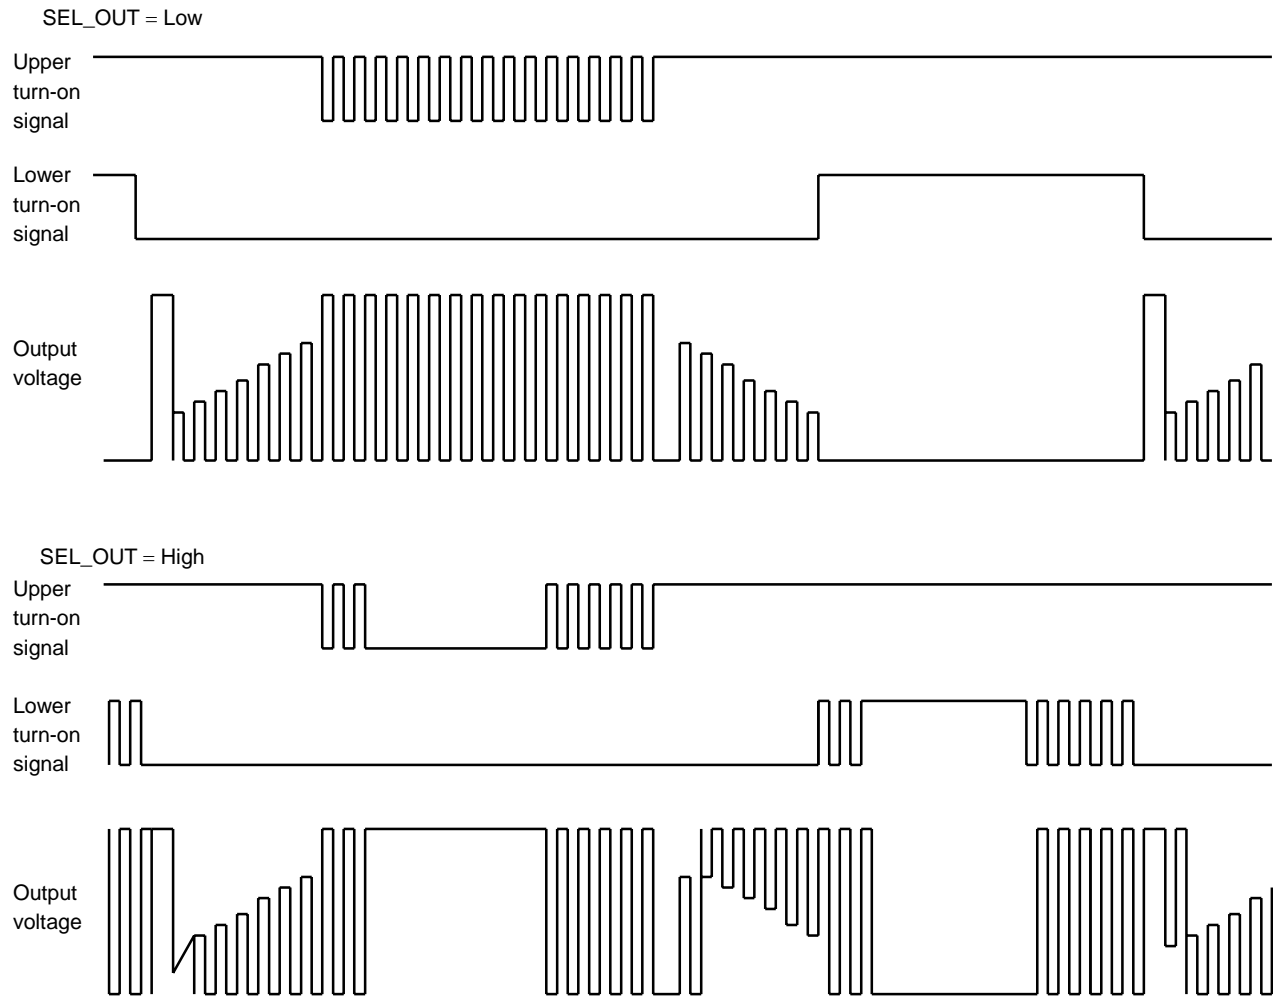 SEL_OUT = Low
Upper
turn-on
signal
Lower
turn-on
signal
Output
voltage
SEL_OUT = High
Upper
turn-on
signal
Lower
turn-on
signal
Output
voltage